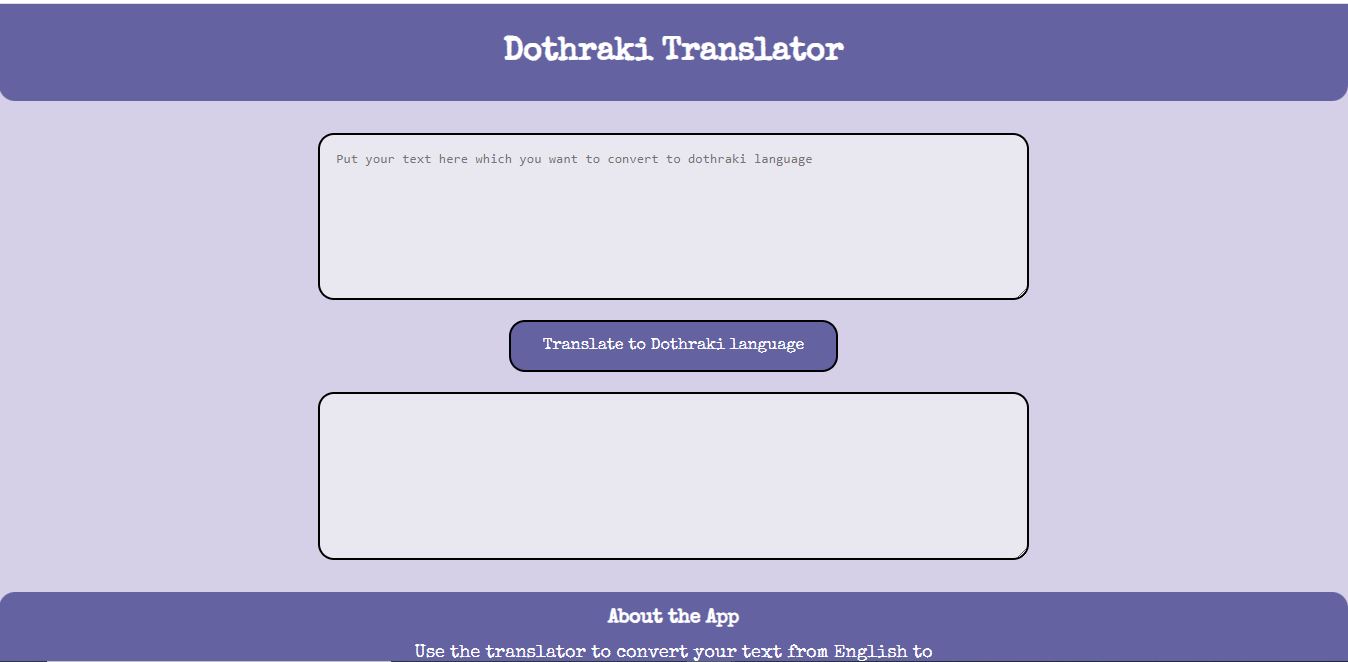 Dothraki Translator
Put your text here which you want to convert to dothraki language
Translate to Dothraki language
About the App
Use the translator to convert your text from English to